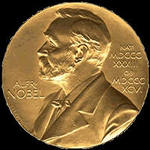 ALFR.
NOBEL
NAT.
MDCCC
XXXIII
OB.
MDCCC
XCVI